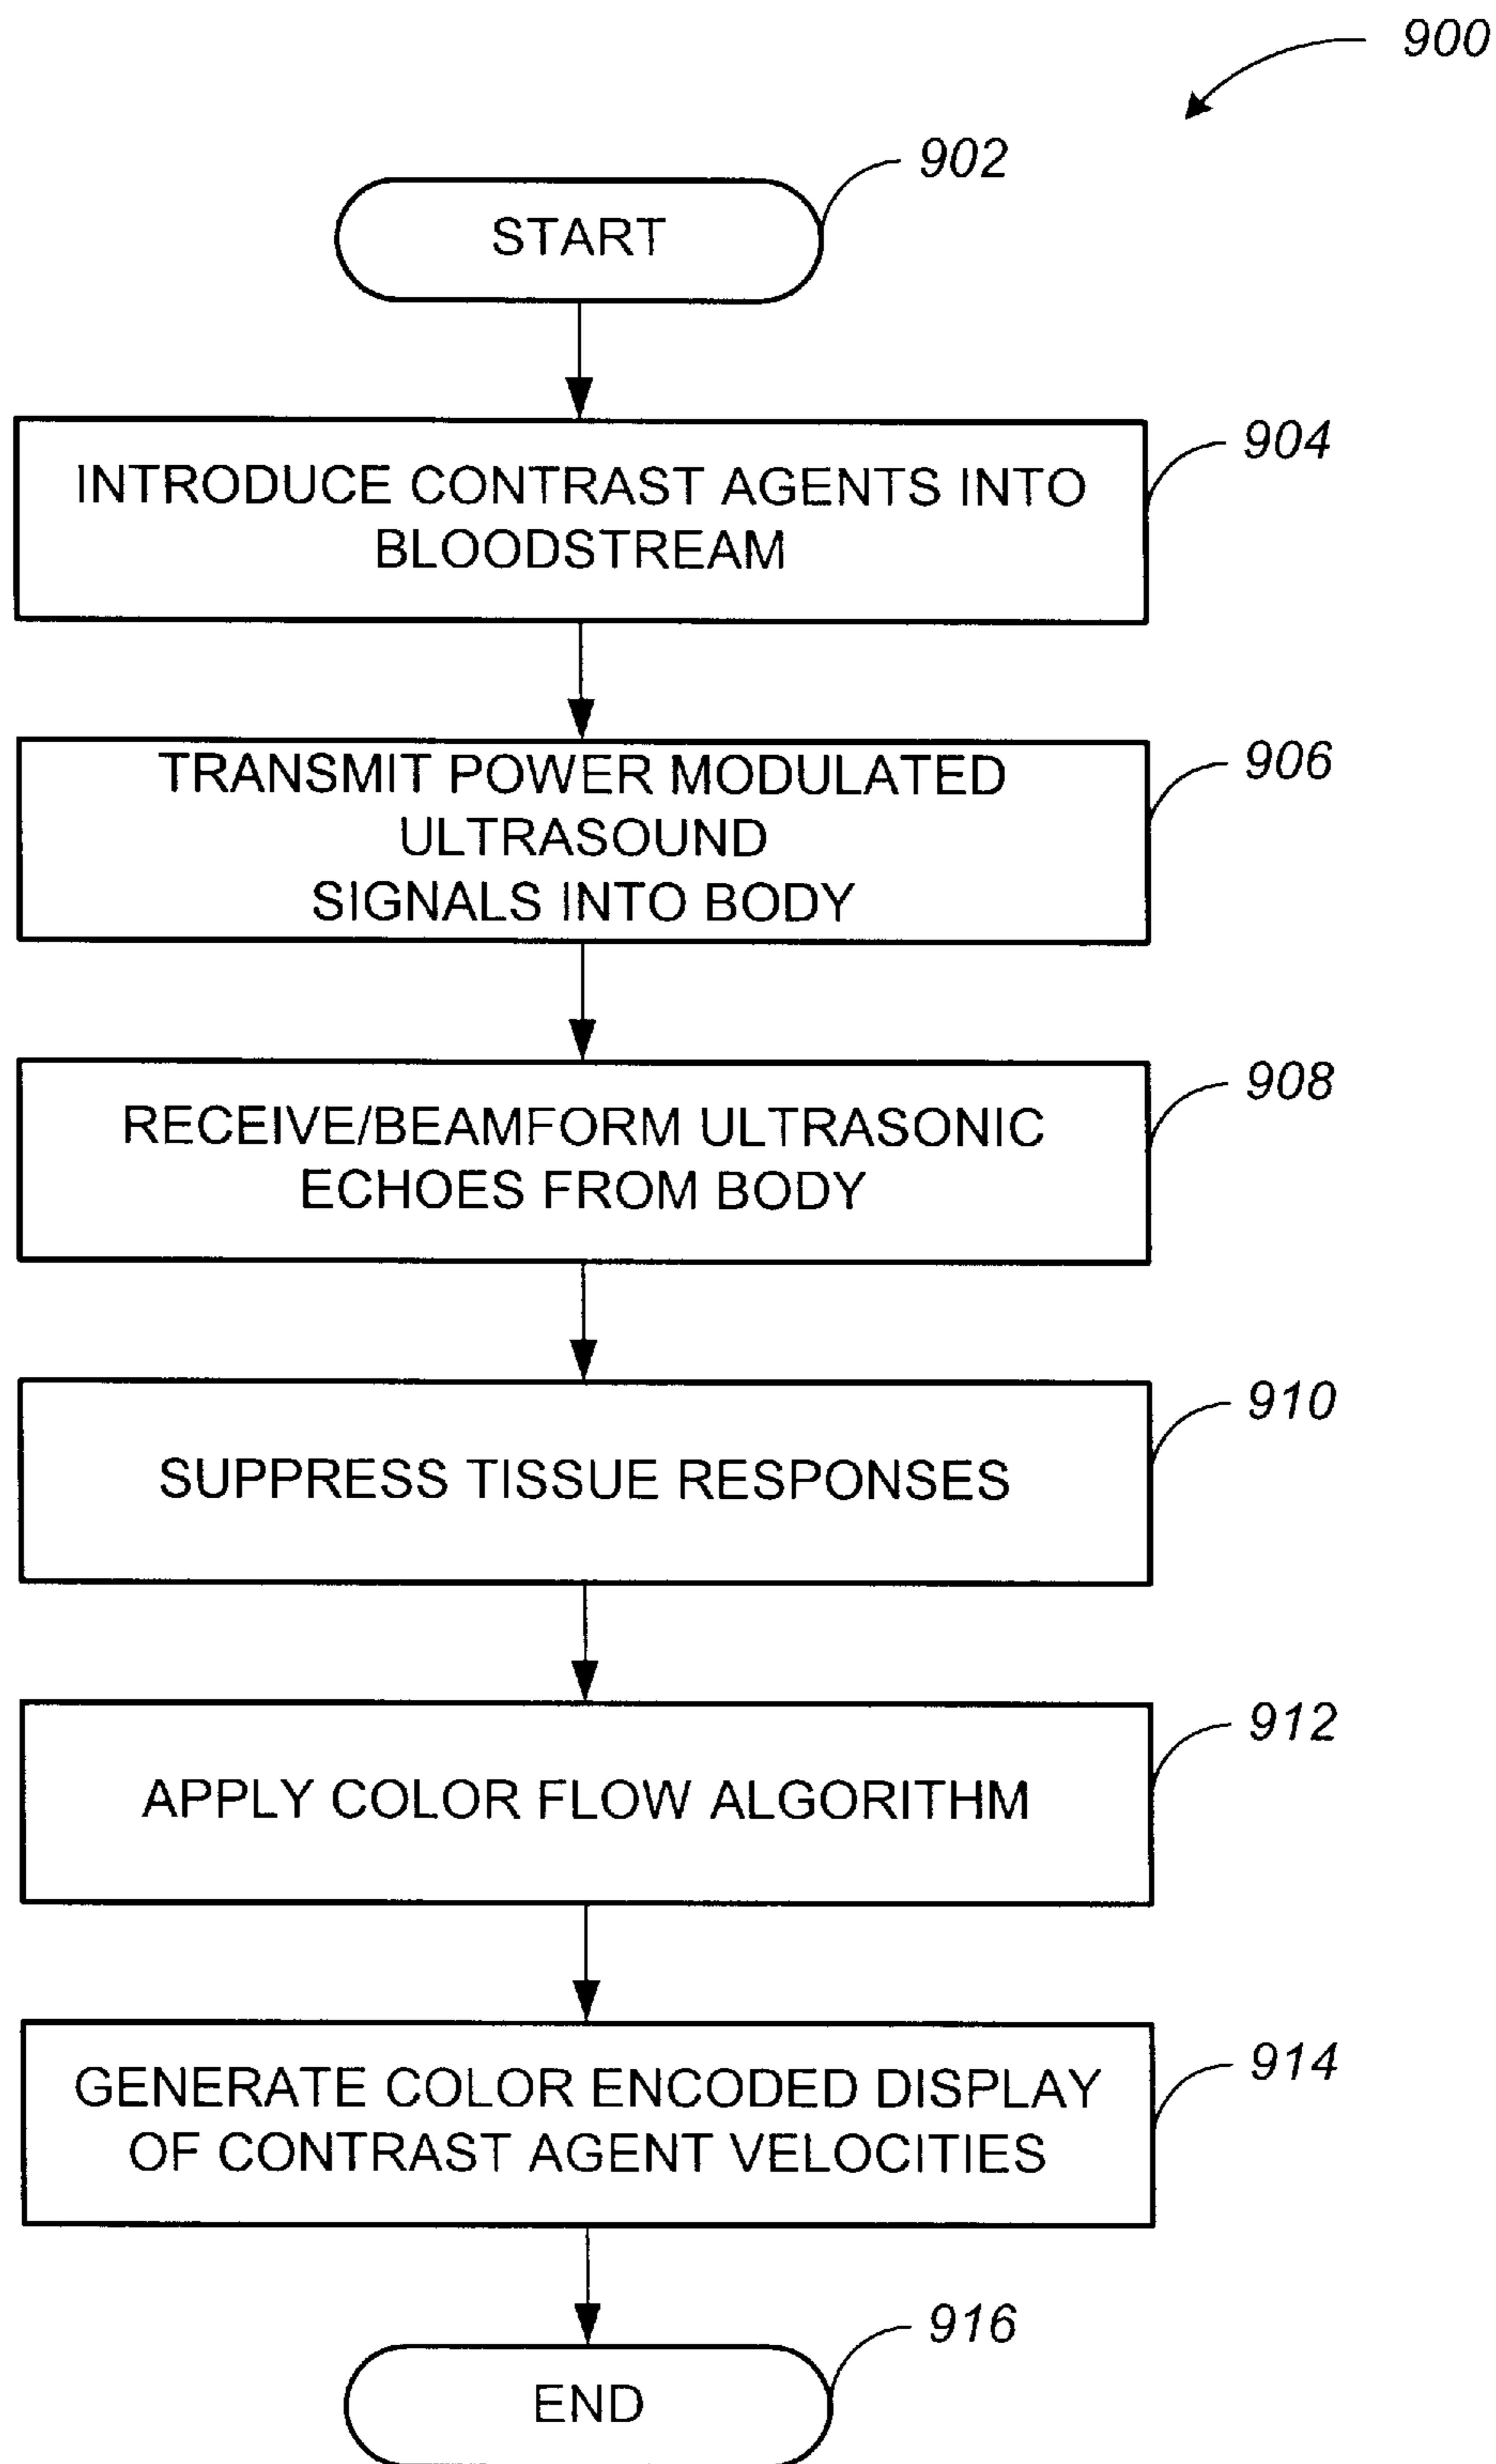 900
902
START
904
INTRODUCE CONTRAST AGENTS INTO
BLOODSTREAM
906
TRANSMIT POWER MODULATED
ULTRASOUND
SIGNALS INTO BODY
908
RECEIVE/BEAMFORM ULTRASONIC
ECHOES FROM BODY
910
SUPPRESS TISSUE RESPONSES
912
APPLY COLOR FLOW ALGORITHM
914
GENERATE COLOR ENCODED DISPLAY
OF CONTRAST AGENT VELOCITIES
916
END